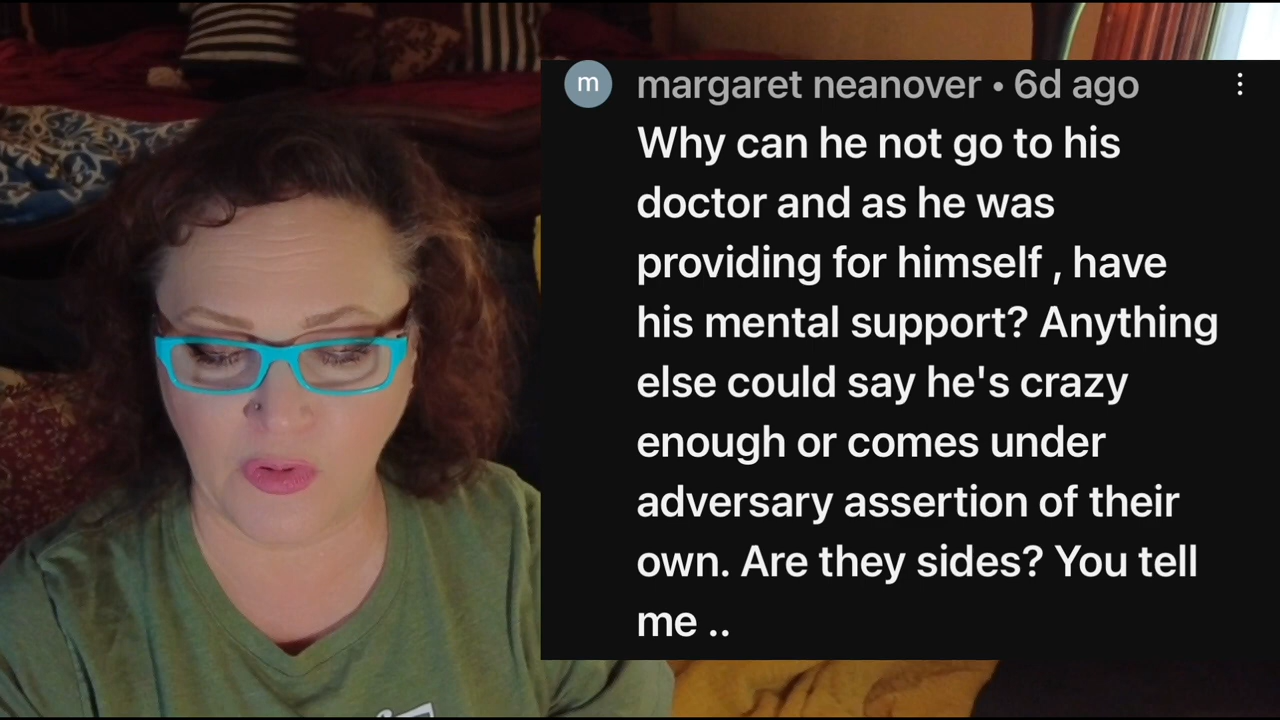 m margaret neanover • 6d ago
Why can he not go to his
doctor and as he was
providing for himself , have
his mental support? Anything
else could say he's crazy
enough or comes under
adversary assertion of their
own. Are they sides? You tell
me ..